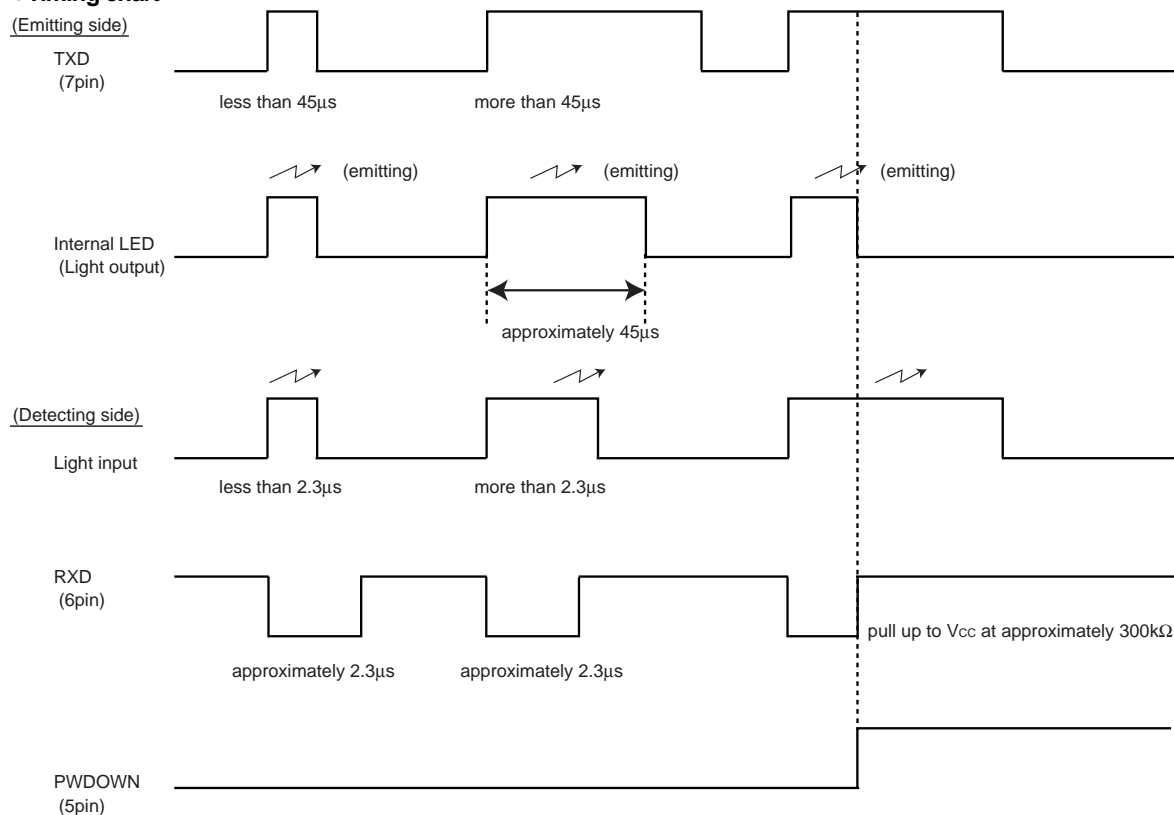 Timing chart
(Emitting side)
TXD
(7pin)
less than 45μs
more than 45μs
(emitting)
(emitting)
(emitting)
Internal LED
(Light output)
approximately 45μs
(Detecting side)
Light input
less than 2.3μs
more than 2.3μs
RXD
(6pin)
pull up to Vcc at approximately 300kΩ
approximately 2.3μs
approximately 2.3μs
PWDOWN
(5pin)